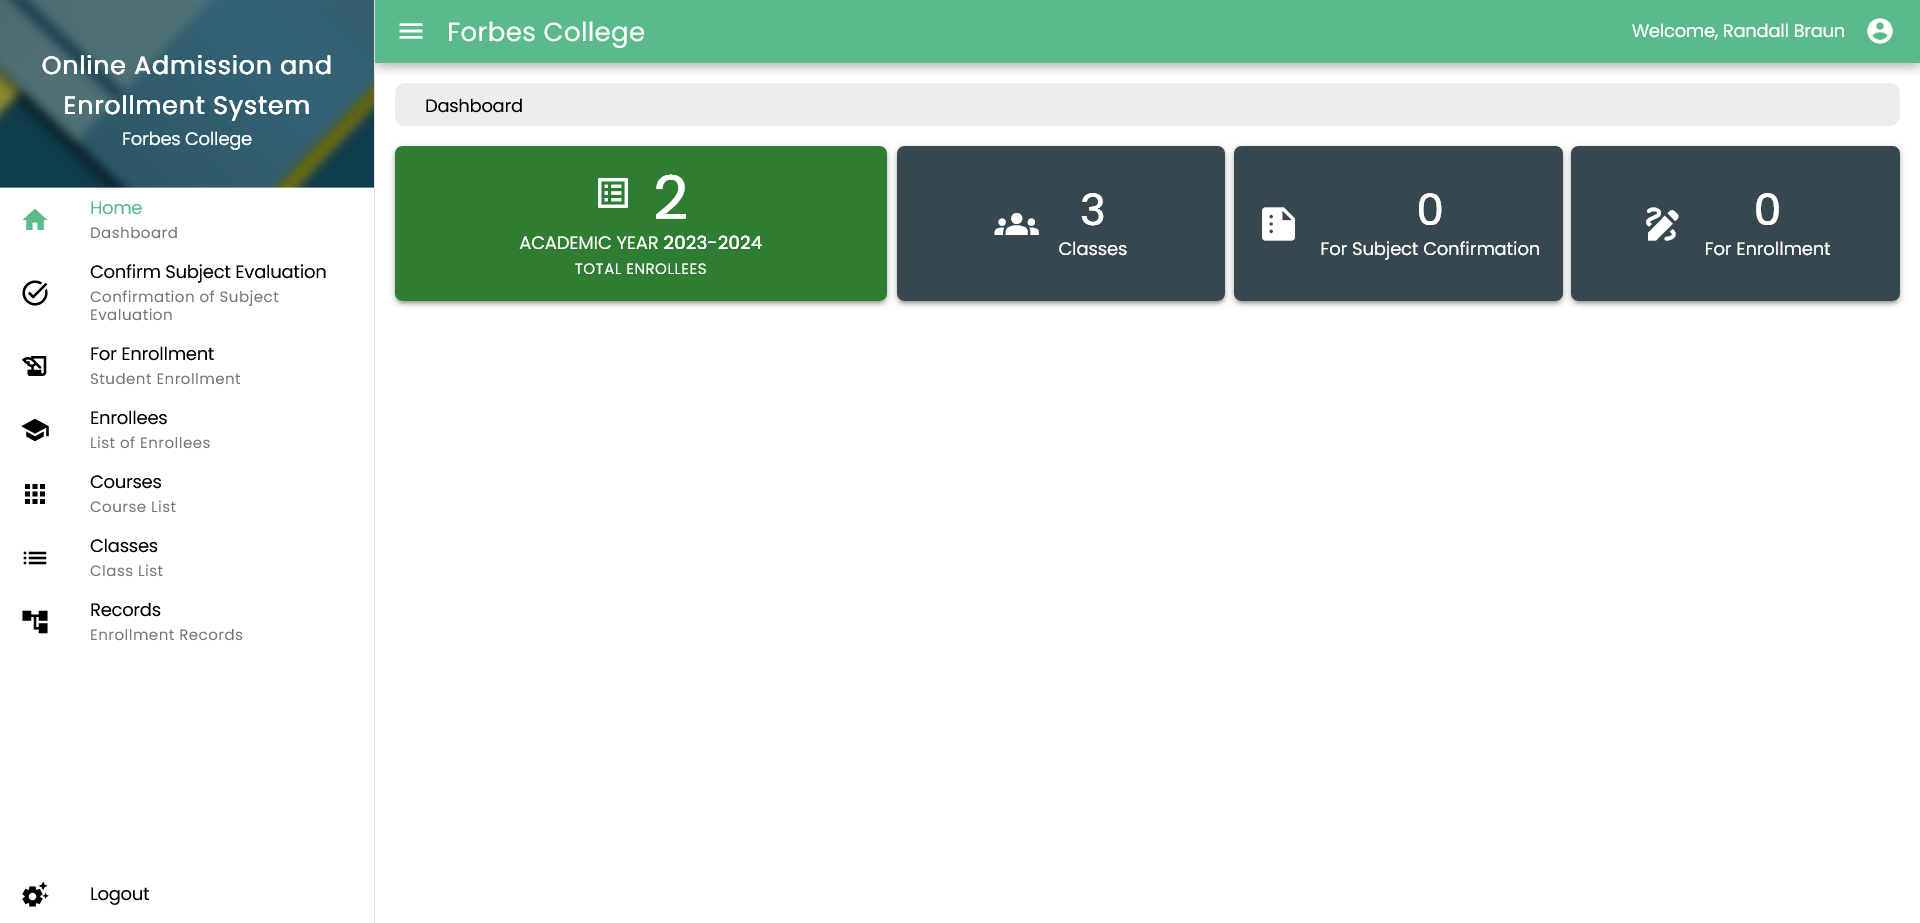 Online Admission and
Enrollment System
Forbes College
Home
Dashboard
Confirm Subject Evaluation
Confirmation of Subject
Evaluation
For Enrollment
Student Enrollment
Enrollees
List of Enrollees
Courses
Course List
Classes
Class List
Records
Enrollment Records
Logout
Forbes College
Welcome, Randall Braun
Dashboard
2
ACADEMIC YEAR 2023-2024
TOTAL ENROLLEES
3
Classes
0
For Subject Confirmation
0
For Enrollment